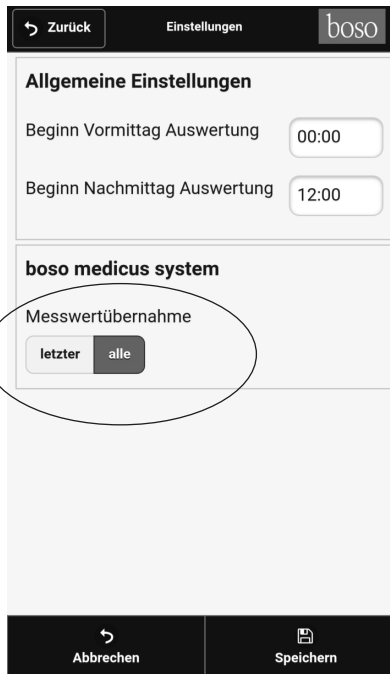 Zurück
Einstellungen
boso
Allgemeine Einstellungen
Beginn Vormittag Auswertung
00:00
Beginn Nachmittag Auswertung
12:00
boso medicus system
Messwertübernahme
letzter alle
Abbrechen
Speichern